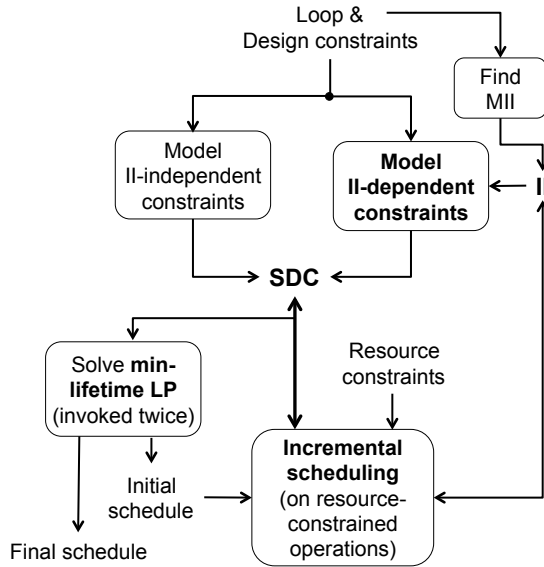 Loop &
Design constraints
Find
MII
Model
II-independent
constraints
Model
II-dependent
constraints
SDC
Solve min-
lifetime LP
(invoked twice)
Resource
constraints
Initial
schedule
Incremental
scheduling
(on resource-
constrained
operations)
Final schedule